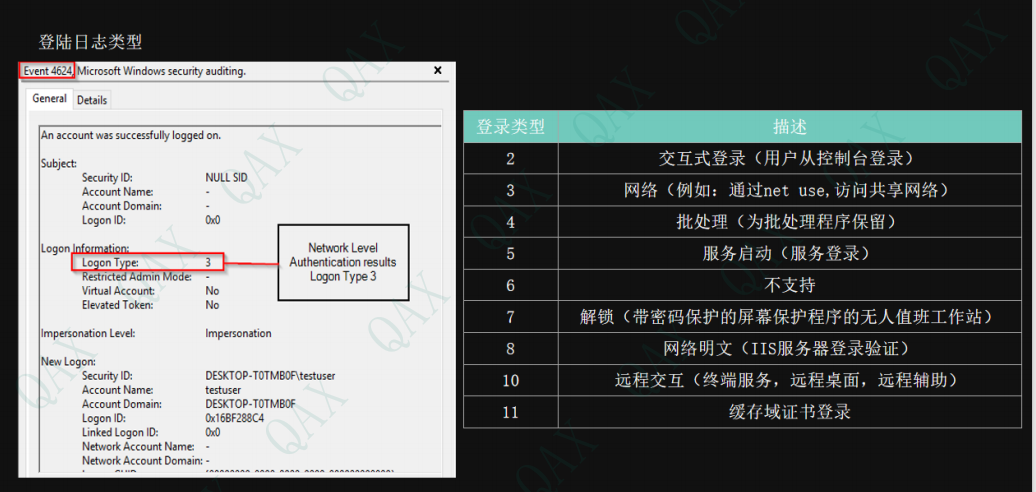 登陆日志类型
Event 4624, Microsoft Windows security auditing.
x
General Details
An account was successfully logged on.
Subject:
Security ID: NULL SID
Account Name: -
Account Domain: -
Logon ID: 0x0
Logon Information:
Logon Type: 3
Restricted Admin Mode: -
Virtual Account: No
Elevated Token: No
Impersonation Level: Impersonation
New Logon:
Security ID: DESKTOP-T0TMB0F\testuser
Account Name: testuser
Account Domain: DESKTOP-T0TMB0F
Logon ID: 0x16BF288C4
Linked Logon ID: 0x0
Network Account Name: -
Network Account Domain: -
Network Level
Authentication results
Logon Type 3
登录类型 描述
2 交互式登录（用户从控制台登录）
3 网络（例如：通过net use,访问共享网络）
4 批处理（为批处理程序保留）
5 服务启动（服务登录）
6 不支持
7 解锁（带密码保护的屏幕保护程序的无人值班工作站）
8 网络明文（IIS服务器登录验证）
10 远程交互（终端服务，远程桌面，远程辅助）
11 缓存域证书登录
QAX
QAX
QAX
QAX
QAX
QAX
QAX
QAX
QAX
QAX
QAX
QAX